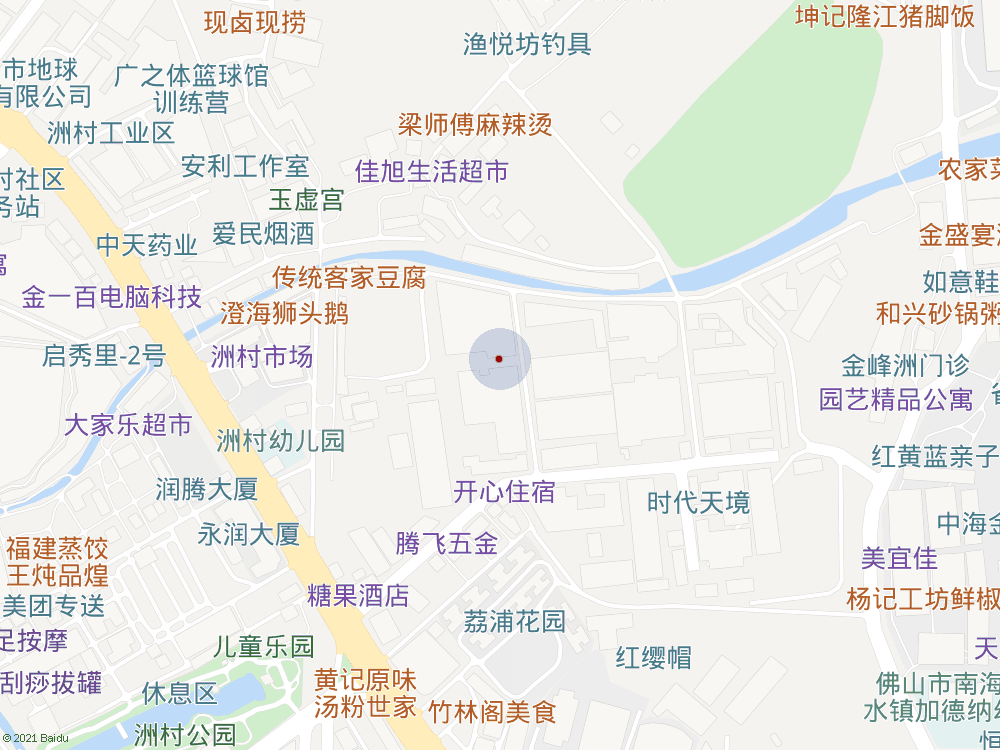 现卤现捞
坤记隆江猪脚饭
渔悦坊钓具
市地球
有限公司
广之体篮球馆
训练营
梁师傅麻辣烫
洲村工业区
安利工作室
佳旭生活超市
农家菜
村社区
务站
玉虚宫
爱民烟酒
中天药业
金盛宴酒
传统客家豆腐
如意鞋
金一百电脑科技
澄海狮头鹅
和兴砂锅粥
启秀里-2号
洲村市场
金峰洲门诊
园艺精品公寓
大家乐超市
洲村幼儿园
红黄蓝亲子
润腾大厦
开心住宿
时代天境
永润大厦
中海金
腾飞五金
福建蒸饺
王炖品煌
美宜佳
糖果酒店
杨记工坊鲜椒
美团专送
荔浦花园
足按摩
儿童乐园
红缨帽
天
刮痧拔罐
休息区
黄记原味
汤粉世家
佛山市南海
水镇加德纳纺
竹林阁美食
洲村公园
恒
© 2021 Baidu